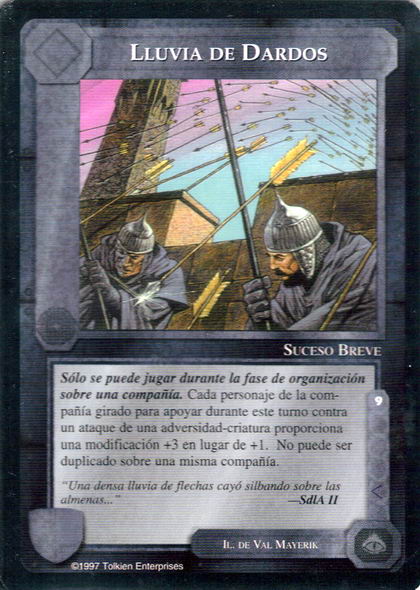 LLUVIA DE DARDOS
SUCESO BREVE
Sólo se puede jugar durante la fase de organización
sobre una compañía. Cada personaje de la com-
pañía girado para apoyar durante este turno contra
un ataque de una adversidad-criatura proporciona
una modificación +3 en lugar de +1. No puede ser
duplicado sobre una misma compañía.
9
"Una densa lluvia de flechas cayó silbando sobre las
almenas..." —SdlA II
IL. DE VAL MAYERIK
©1997 Tolkien Enterprises